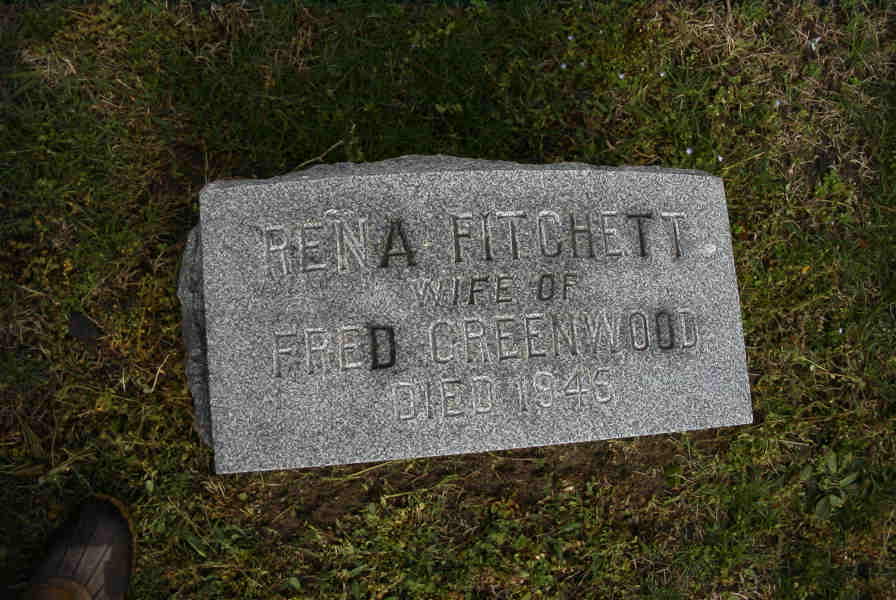 RENA FITCHETT
WIFE OF
FRED GREENWOOD
DIED 1945